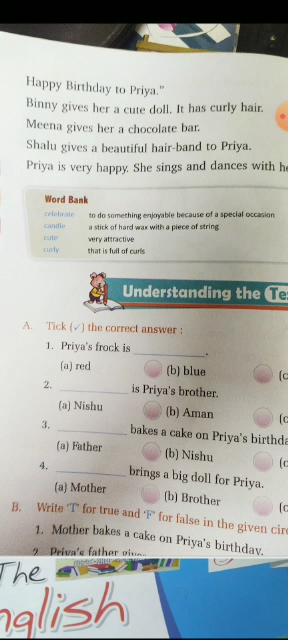 Happy Birthday to Priya."
Binny gives her a cute doll. It has curly hair.
Meena gives her a chocolate bar.
Shalu gives a beautiful hair-band to Priya.
Priya is very happy. She sings and dances with
Word Bank
celebrate to do something enjoyable because of a special occasion
candle a stick of hard wax with a piece of string
cute very attractive
curly that is full of curls
Understanding the
A. Tick (✓) the correct answer :
1. Priya's frock is ________.
(a) red (b) blue
2. ________ is Priya's brother.
(a) Nishu (b) Aman
3. ________ bakes a cake on Priya's
(a) Father (b) Nishu
4. ________ brings a big doll for Priya.
(a) Mother (b) Brother
B. Write 'T' for true and 'F' for false in the given
1. Mother bakes a cake on Priya's birthday.
2. Priya's father
The
nglish